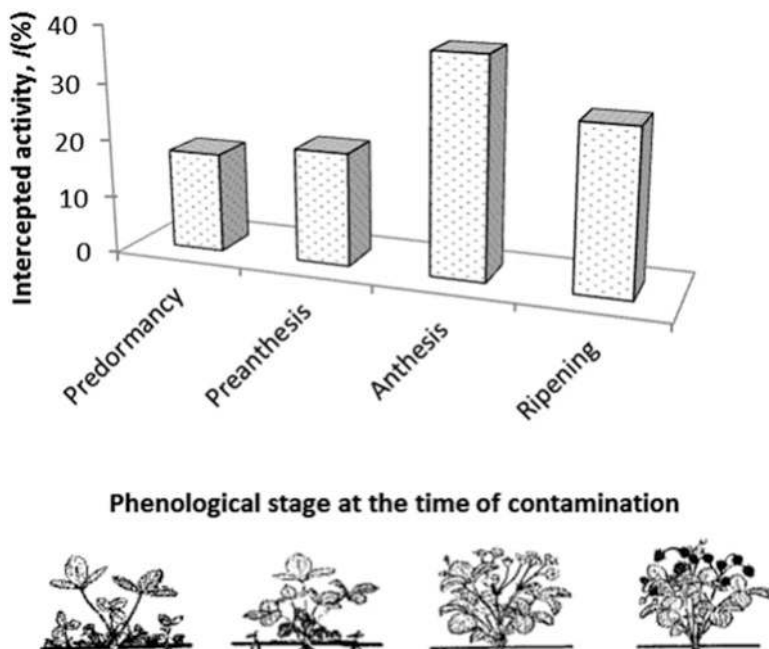 Intercepted activity, I(%)
40
30
20
10
0
Predormancy
Preanthesis
Anthesis
Ripening
Phenological stage at the time of contamination